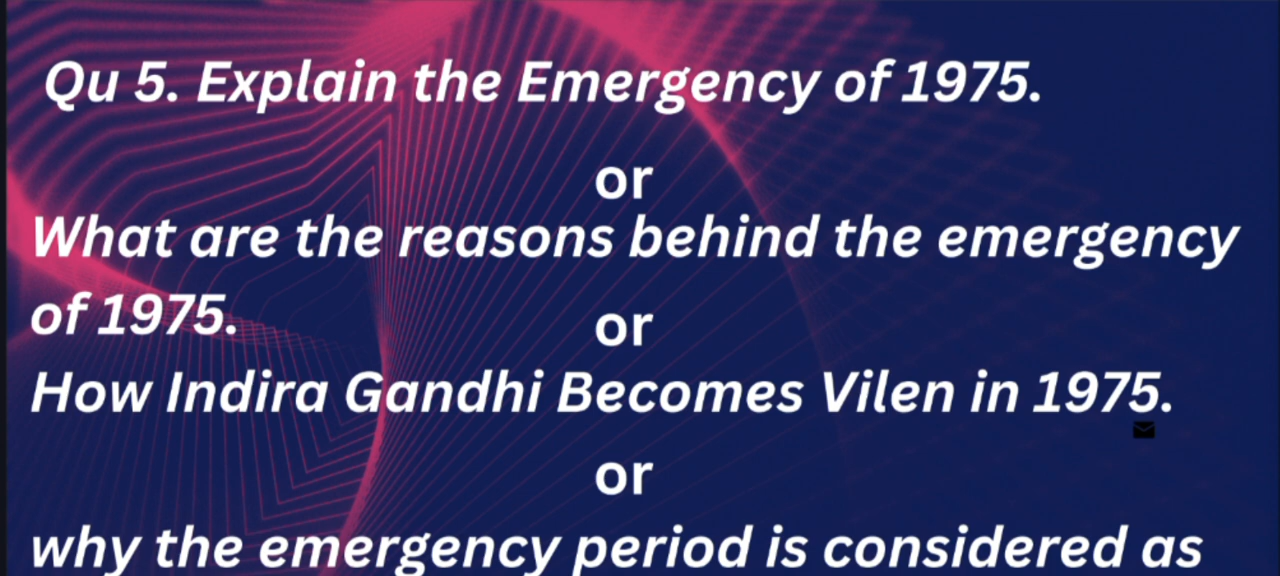 Qu 5. Explain the Emergency of 1975.
or
What are the reasons behind the emergency
of 1975.
or
How Indira Gandhi Becomes Vilen in 1975.
or
why the emergency period is considered as